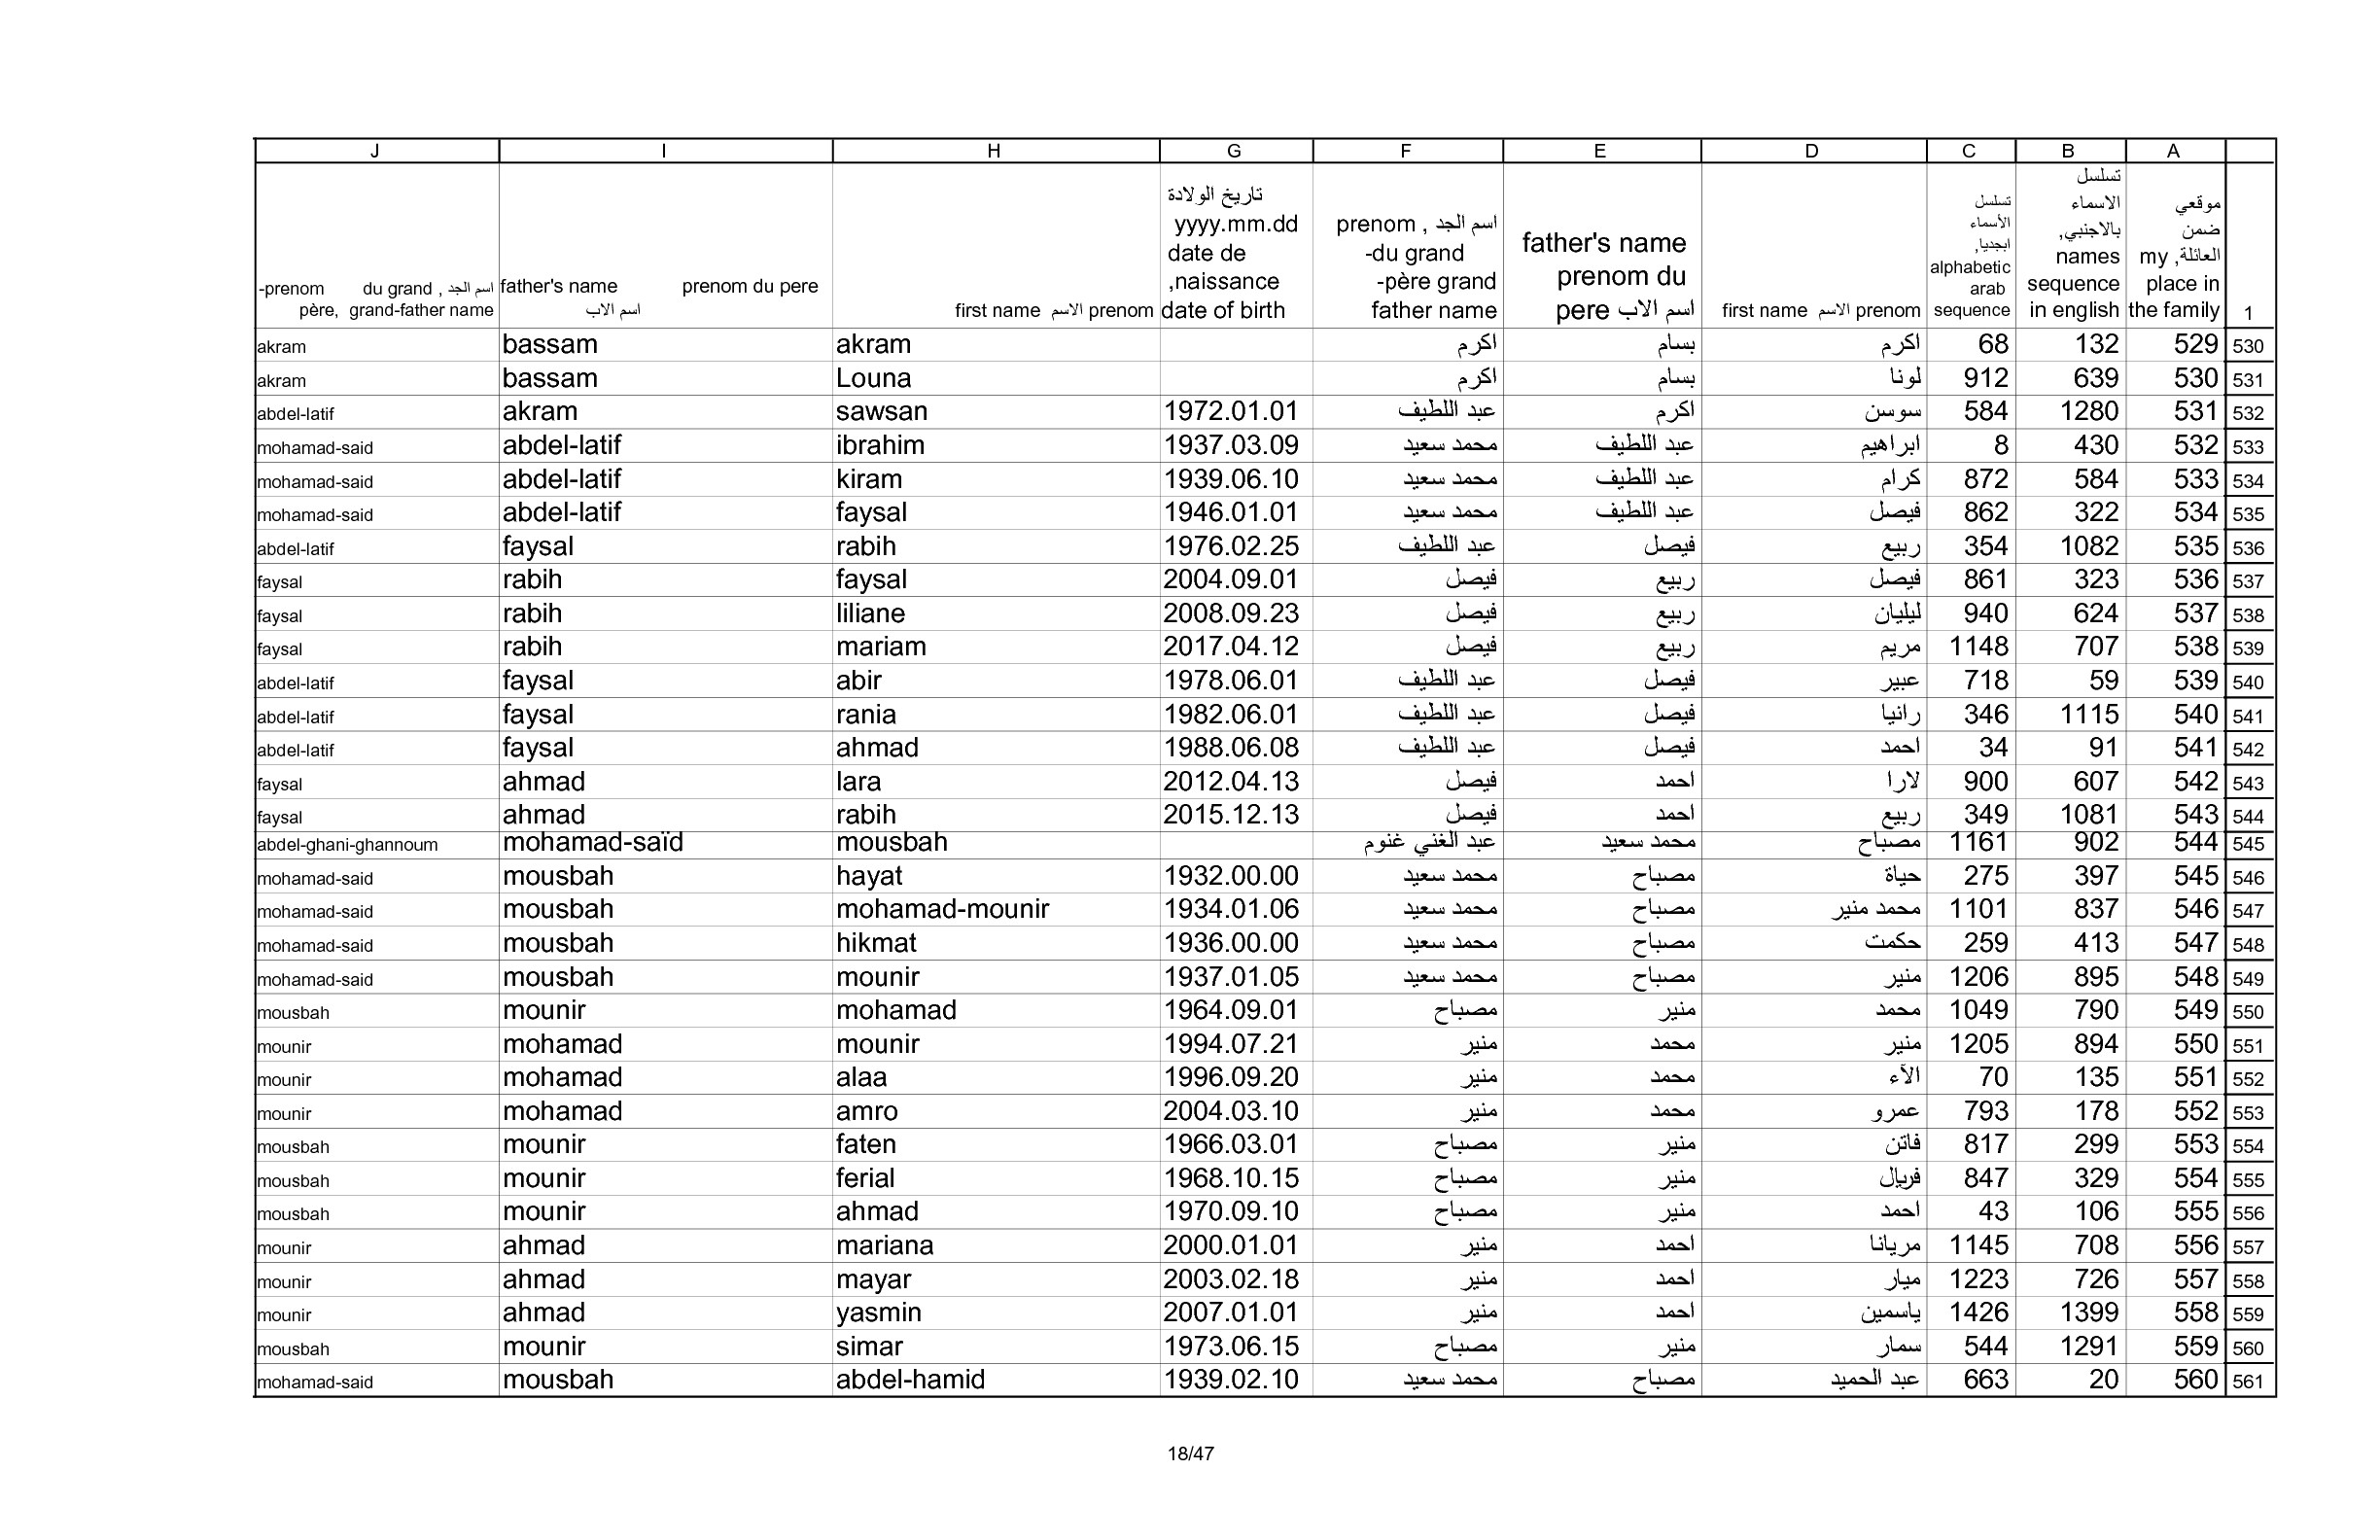 J I H G F E D C B A
-prenom du grand , اسم الجد père, grand-father name
father's name prenom du pere اسم الاب
first name الاسم prenom
تاريخ الولادة yyyy.mm.dd date de ,naissance date of birth
prenom , اسم الجد -du grand -père grand father name
father's name prenom du pere اسم الاب
first name الاسم prenom
تسلسل الأسماء ابجديا, alphabetic arab sequence
تسلسل الاسماء بالاجنبي, names sequence in english
موقعي ضمن العائلة, my place in the family
1
akram bassam akram اكرم بسام اكرم 68 132 529 530
akram bassam Louna اكرم بسام لونا 912 639 530 531
abdel-latif akram sawsan 1972.01.01 عبد اللطيف اكرم سوسن 584 1280 531 532
mohamad-said abdel-latif ibrahim 1937.03.09 محمد سعيد عبد اللطيف ابراهيم 8 430 532 533
mohamad-said abdel-latif kiram 1939.06.10 محمد سعيد عبد اللطيف كرام 872 584 533 534
mohamad-said abdel-latif faysal 1946.01.01 محمد سعيد عبد اللطيف فيصل 862 322 534 535
abdel-latif faysal rabih 1976.02.25 عبد اللطيف فيصل ربيع 354 1082 535 536
faysal rabih faysal 2004.09.01 فيصل ربيع فيصل 861 323 536 537
faysal rabih liliane 2008.09.23 فيصل ربيع ليليان 940 624 537 538
faysal rabih mariam 2017.04.12 فيصل ربيع مريم 1148 707 538 539
abdel-latif faysal abir 1978.06.01 عبد اللطيف فيصل عبير 718 59 539 540
abdel-latif faysal rania 1982.06.01 عبد اللطيف فيصل رانيا 346 1115 540 541
abdel-latif faysal ahmad 1988.06.08 عبد اللطيف فيصل احمد 34 91 541 542
faysal ahmad lara 2012.04.13 فيصل احمد لارا 900 607 542 543
faysal ahmad rabih 2015.12.13 فيصل احمد ربيع 349 1081 543 544
abdel-ghani-ghannoum mohamad-saïd mousbah عبد الغني غنوم محمد سعيد مصباح 1161 902 544 545
mohamad-said mousbah hayat 1932.00.00 محمد سعيد مصباح حياة 275 397 545 546
mohamad-said mousbah mohamad-mounir 1934.01.06 محمد سعيد مصباح محمد منير 1101 837 546 547
mohamad-said mousbah hikmat 1936.00.00 محمد سعيد مصباح حكمت 259 413 547 548
mohamad-said mousbah mounir 1937.01.05 محمد سعيد مصباح منير 1206 895 548 549
mousbah mounir mohamad 1964.09.01 مصباح منير محمد 1049 790 549 550
mounir mohamad mounir 1994.07.21 منير محمد منير 1205 894 550 551
mounir mohamad alaa 1996.09.20 منير محمد الآء 70 135 551 552
mounir mohamad amro 2004.03.10 منير محمد عمرو 793 178 552 553
mousbah mounir faten 1966.03.01 مصباح منير فاتن 817 299 553 554
mousbah mounir ferial 1968.10.15 مصباح منير فريال 847 329 554 555
mousbah mounir ahmad 1970.09.10 مصباح منير احمد 43 106 555 556
mounir ahmad mariana 2000.01.01 منير احمد مريانا 1145 708 556 557
mounir ahmad mayar 2003.02.18 منير احمد ميار 1223 726 557 558
mounir ahmad yasmin 2007.01.01 منير احمد ياسمين 1426 1399 558 559
mousbah mounir simar 1973.06.15 مصباح منير سمار 544 1291 559 560
mohamad-said mousbah abdel-hamid 1939.02.10 محمد سعيد مصباح عبد الحميد 663 20 560 561
18/47